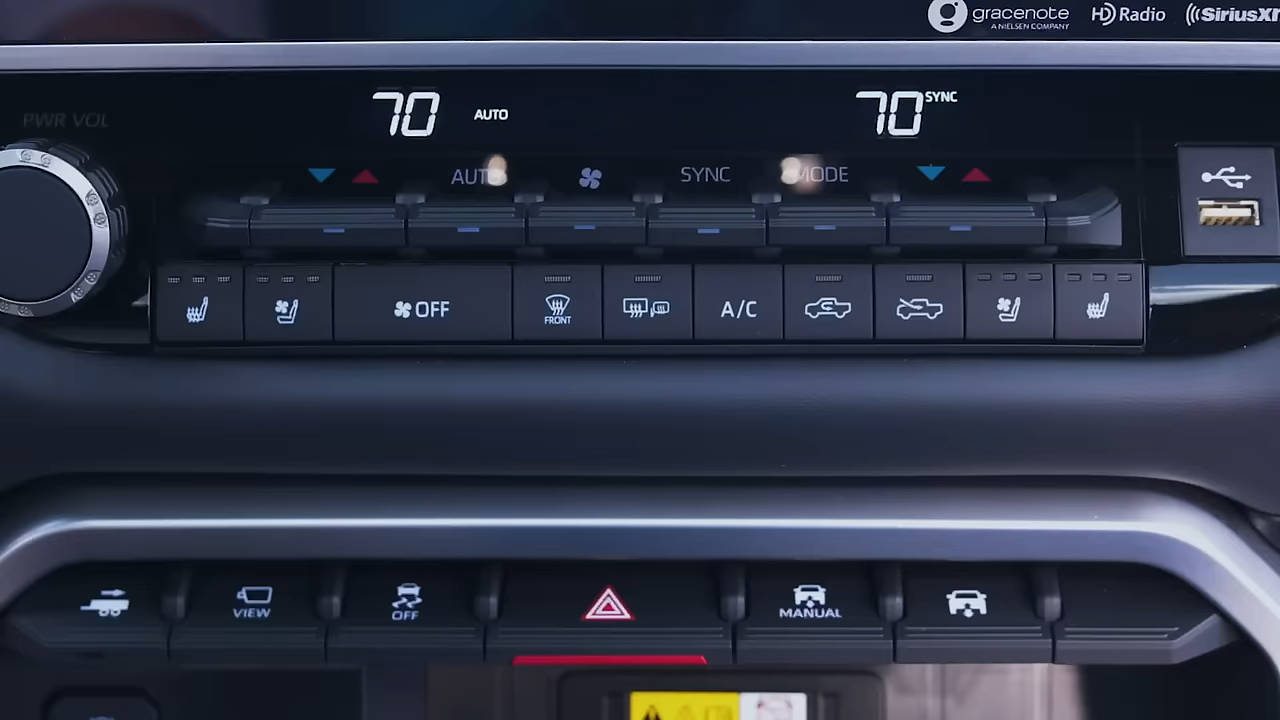 gracenote
A NIELSEN COMPANY
HD Radio
SiriusX
PWR VOL
70 AUTO
70 SYNC
AUTO
SYNC
MODE
OFF
FRONT
A/C
VIEW
OFF
MANUAL